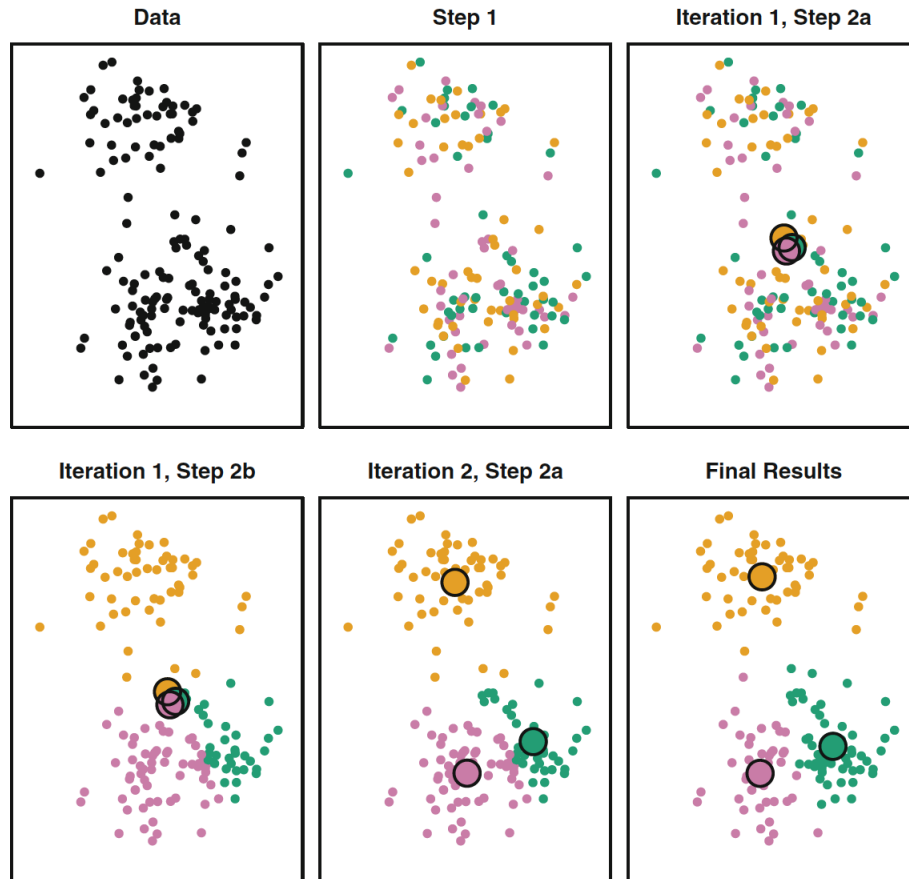 Data
Step 1
Iteration 1, Step 2a
Iteration 1, Step 2b
Iteration 2, Step 2a
Final Results